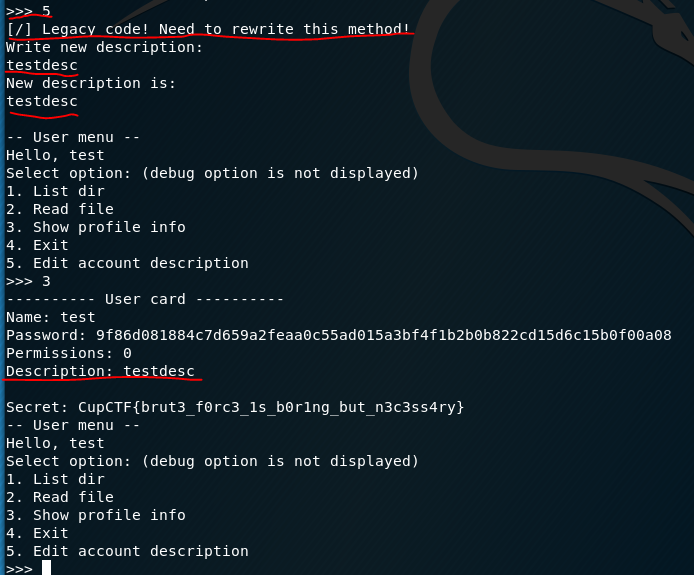 >>> 5
[/] Legacy code! Need to rewrite this method!
Write new description:
testdesc
New description is:
testdesc
-- User menu --
Hello, test
Select option: (debug option is not displayed)
1. List dir
2. Read file
3. Show profile info
4. Exit
5. Edit account description
>>> 3
---------- User card ----------
Name: test
Password: 9f86d081884c7d659a2feaa0c55ad015a3bf4f1b2b0b822cd15d6c15b0f00a08
Permissions: 0
Description: testdesc
Secret: CupCTF{brut3_f0rc3_1s_b0r1ng_but_n3c3ss4ry}
-- User menu --
Hello, test
Select option: (debug option is not displayed)
1. List dir
2. Read file
3. Show profile info
4. Exit
5. Edit account description
>>>